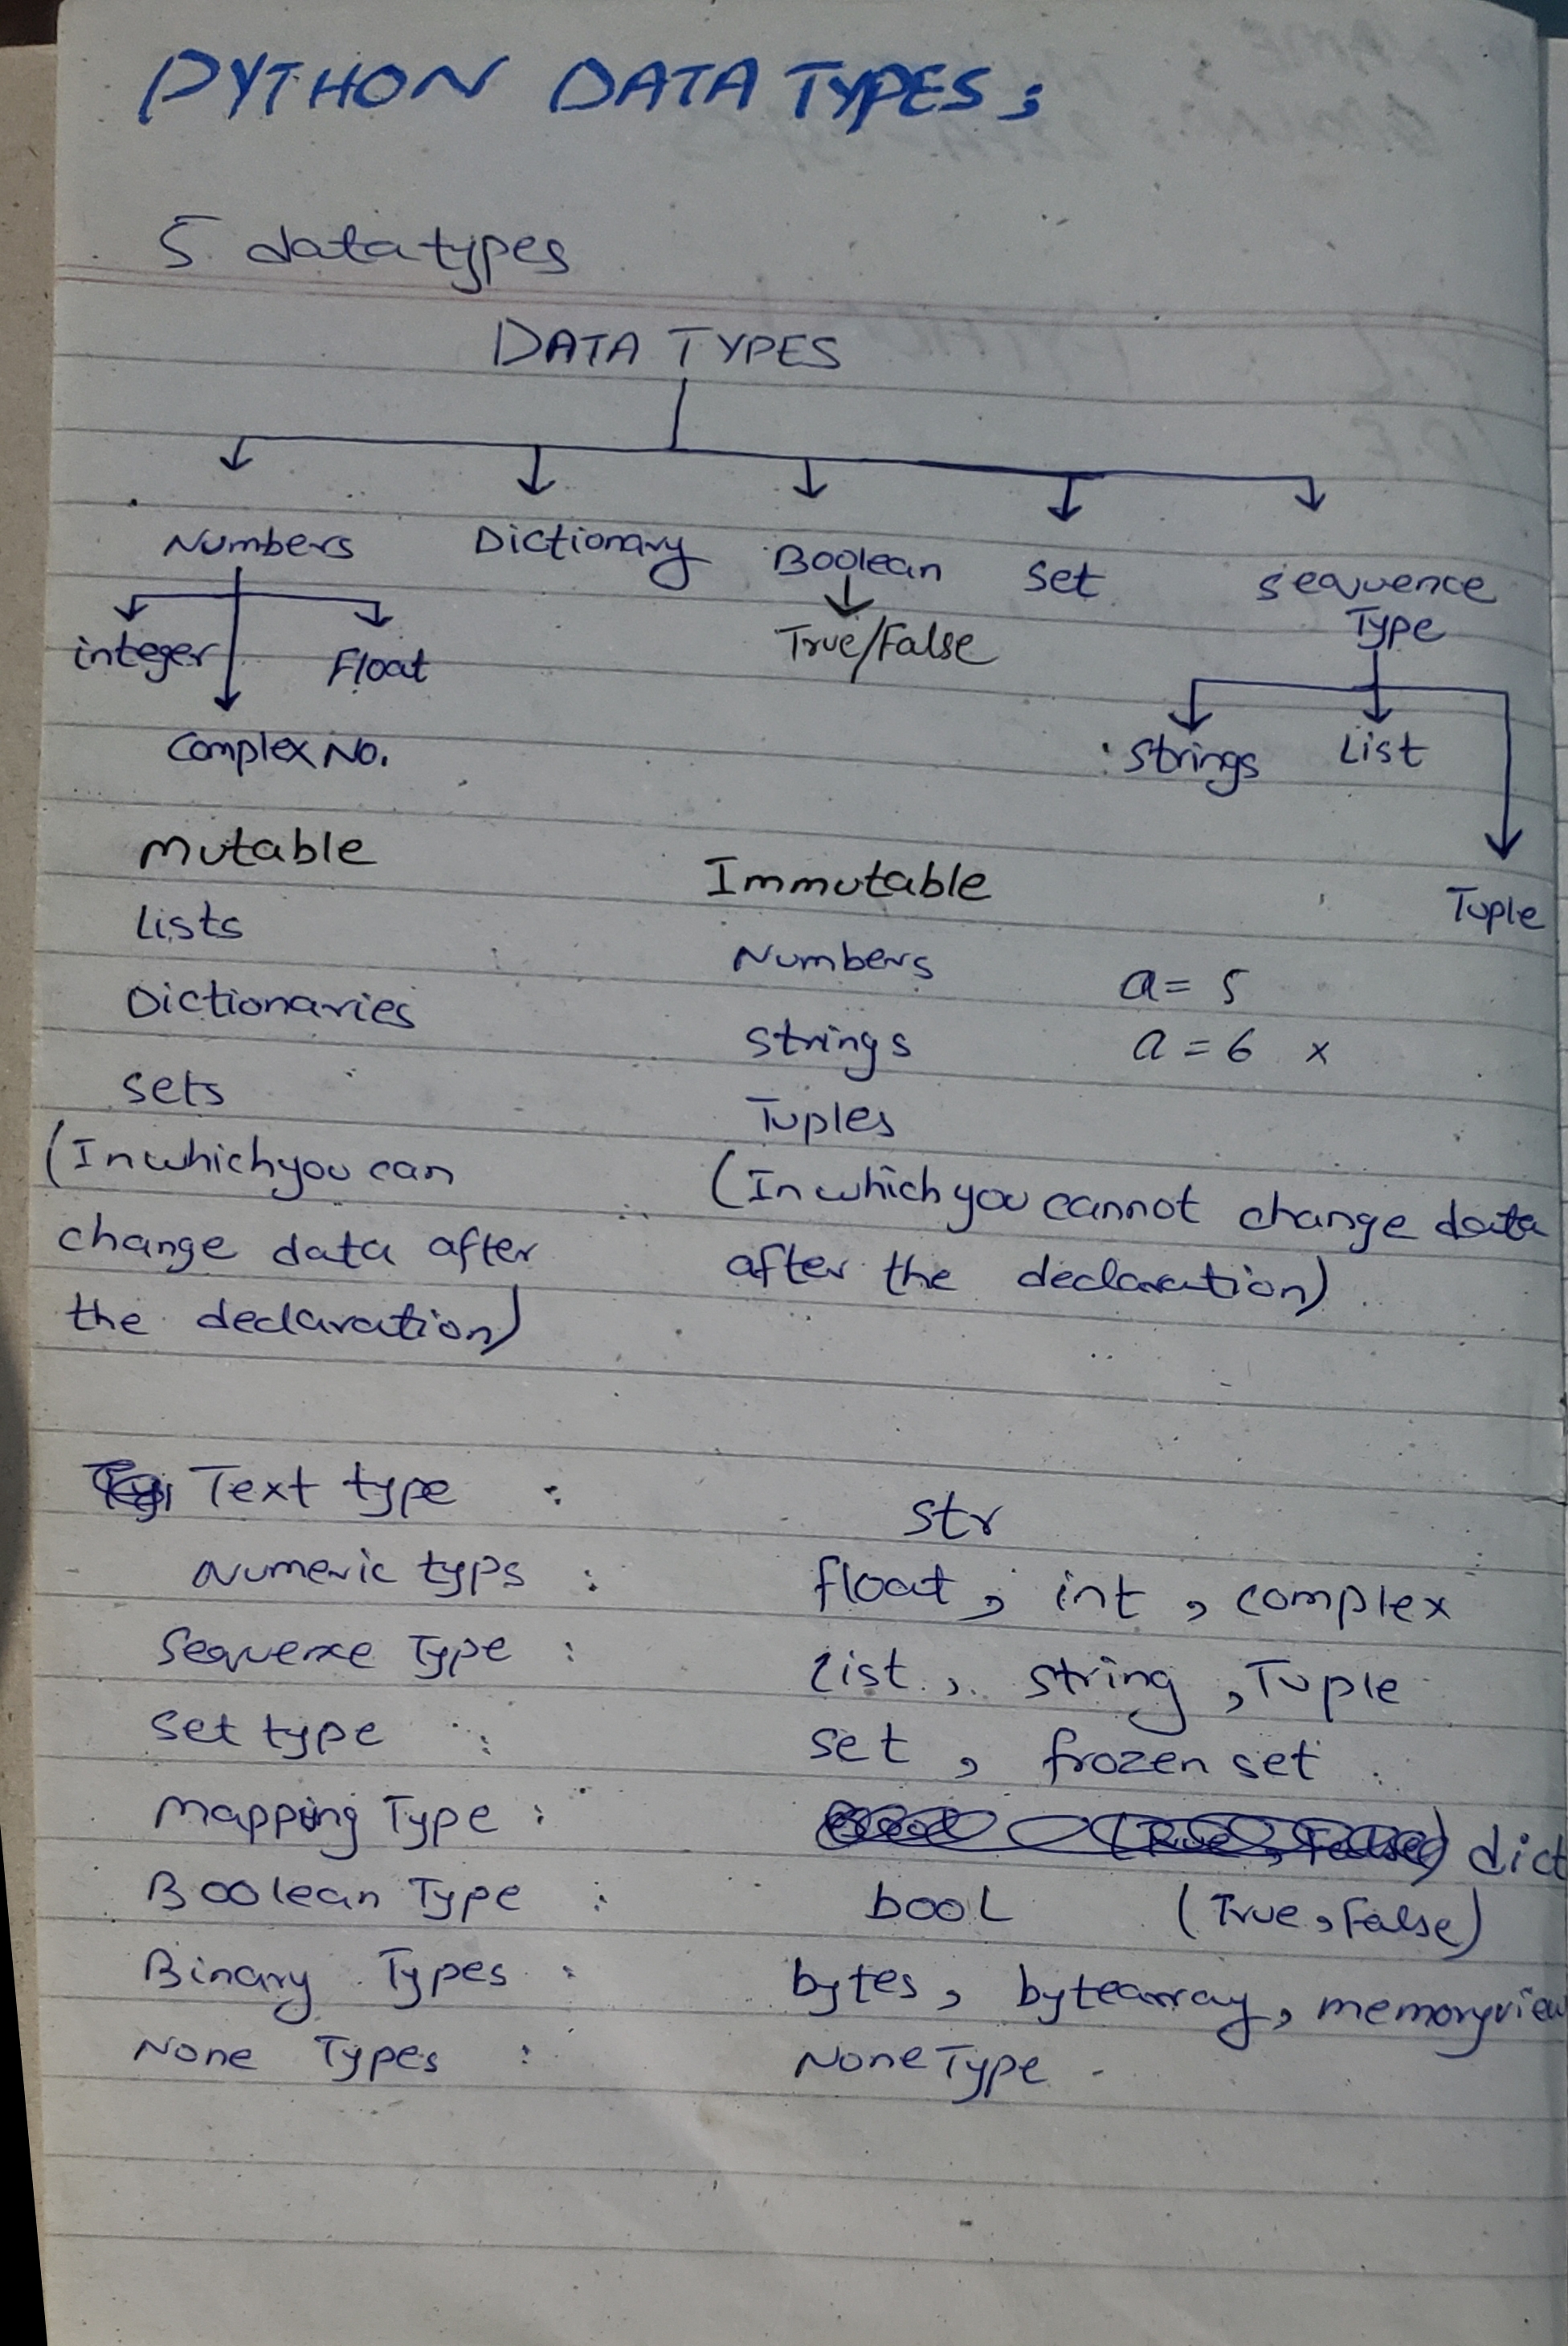 PYTHON DATA TYPES :
5 data types
DATA TYPES
Numbers Dictionary Boolean Set sequence
Type
integer Float True/False
Complex No. Strings List
Tuple
Mutable Immutable
Lists Numbers a = 5
Dictionaries Strings a = 6 x
Sets Tuples
(In which you can (In which you cannot change data
change data after after the declaration)
the declaration)
Text type : str
Numeric typs : float, int, complex
Sequence Type : List, string, Tuple
Set type : set, frozen set
Mapping Type : dict
Boolean Type : bool (True, False)
Binary Types : bytes, bytearray, memoryview
None Types : NoneType